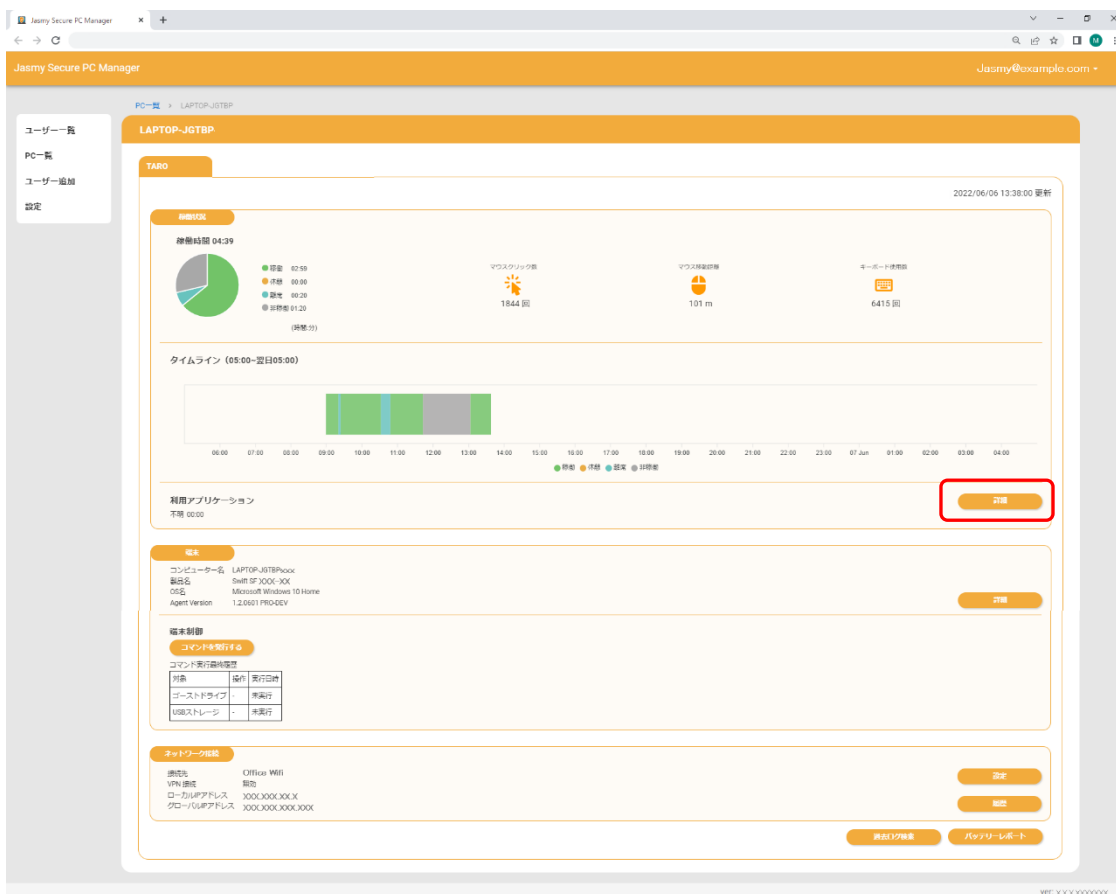 Jasmy Secure PC Manager
Jasmy Secure PC Manager
Jasmy@example.com
PC一覧 > LAPTOP-JGTBP
ユーザー一覧
PC一覧
ユーザー追加
設定
LAPTOP-JGTBP
TARO
2022/06/06 13:38:00 更新
稼働状況
稼働時間 04:39
稼働 02:59
休憩 00:00
離席 00:20
非稼働 01:20
(時間:分)
マウスクリック数
1844 回
マウス移動距離
101 m
キーボード使用数
6415 回
タイムライン（05:00~翌日05:00）
06:00 07:00 08:00 09:00 10:00 11:00 12:00 13:00 14:00 15:00 16:00 17:00 18:00 19:00 20:00 21:00 22:00 23:00 07 Jun 01:00 02:00 03:00 04:00
稼働 休憩 離席 非稼働
利用アプリケーション
不明 00:00
詳細
端末
コンピューター名 LAPTOP-JGTBPxxxx
製品名 Swift SF XXX-XX
OS名 Microsoft Windows 10 Home
Agent Version 1.2.0601 PRO-DEV
詳細
端末制御
コマンドを発行する
コマンド実行最終履歴
対象 操作 実行日時
ゴーストドライブ - 未実行
USBストレージ - 未実行
ネットワーク接続
接続先 Office Wifi
VPN 接続 無効
ローカルIPアドレス XXX.XXX.XX.X
グローバルIPアドレス XXX.XXX.XXX.XXX
設定
履歴
過去ログ検索
バッテリーレポート